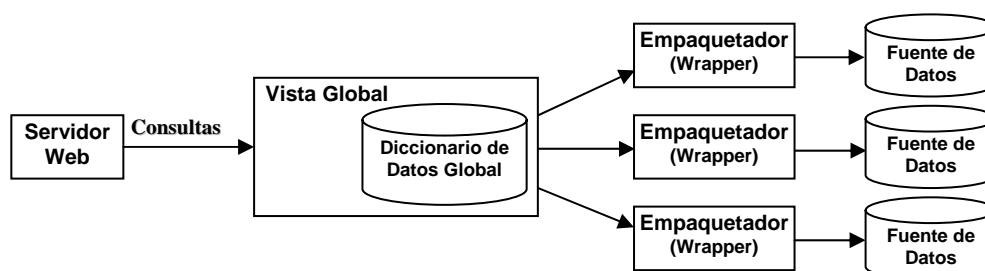 Servidor
Web
Consultas
Vista Global
Diccionario de
Datos Global
Empaquetador
(Wrapper)
Fuente de
Datos
Empaquetador
(Wrapper)
Fuente de
Datos
Empaquetador
(Wrapper)
Fuente de
Datos